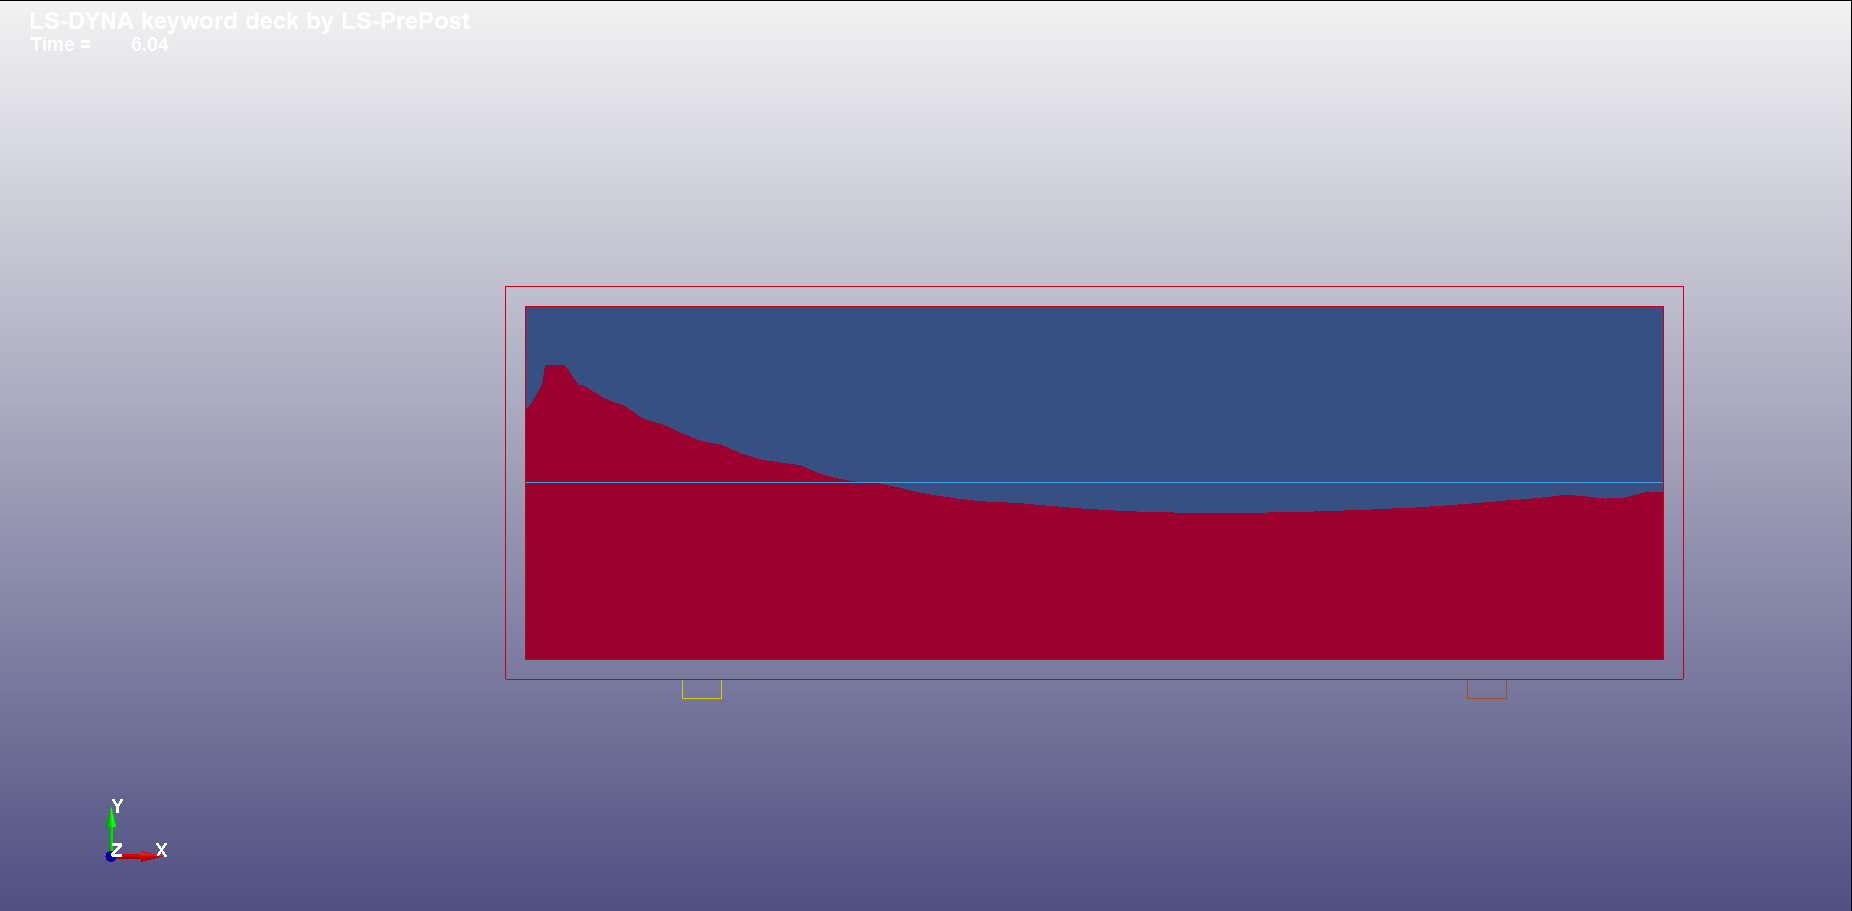 LS-DYNA keyword deck by LS-PrePost
Time = 6.04
Y
Z X